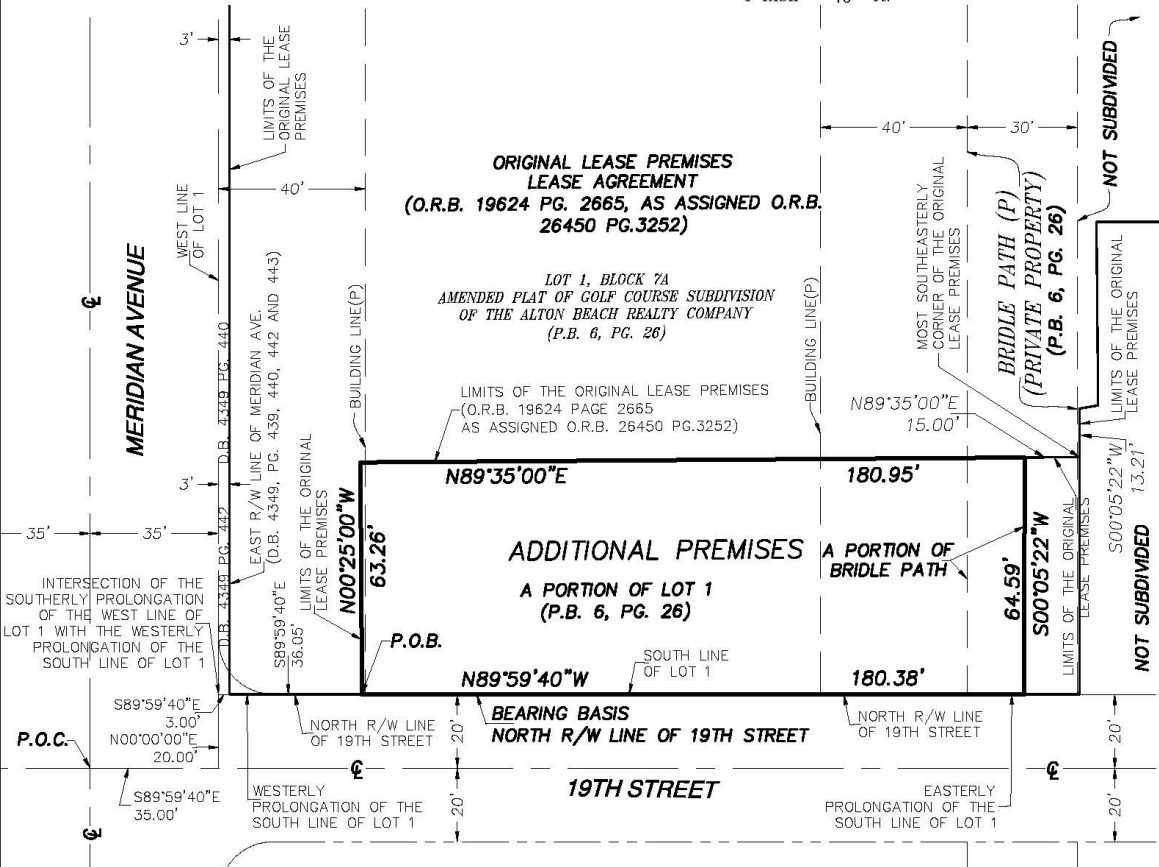 3'
LIMITS OF THE
ORIGINAL LEASE
PREMISES
40'
30'
NOT SUBDIVIDED
WEST LINE
OF LOT 1
40'
ORIGINAL LEASE PREMISES
LEASE AGREEMENT
(O.R.B. 19624 PG. 2665, AS ASSIGNED O.R.B.
26450 PG.3252)
MOST SOUTHEASTERLY
CORNER OF THE ORIGINAL
LEASE PREMISES
BRIDLE PATH (P)
(PRIVATE PROPERTY)
(P.B. 6, PG. 26)
LIMITS OF THE ORIGINAL
LEASE PREMISES
MERIDIAN AVENUE
LOT 1, BLOCK 7A
AMENDED PLAT OF GOLF COURSE SUBDIVISION
OF THE ALTON BEACH REALTY COMPANY
(P.B. 6, PG. 26)
D.B. 4349 PG. 440
EAST R/W LINE OF MERIDIAN AVE.
(D.B. 4349, PG. 439, 440, 442 AND 443)
BUILDING LINE(P)
BUILDING LINE(P)
LIMITS OF THE ORIGINAL LEASE PREMISES
(O.R.B. 19624 PAGE 2665
AS ASSIGNED O.R.B. 26450 PG.3252)
N89°35'00"E
15.00'
3'
LIMITS OF THE ORIGINAL
LEASE PREMISES
N89°35'00"E
180.95'
S00°05'22"W
13.21'
35'
35'
D.B. 4349 PG. 442
N00°25'00"W
63.26'
ADDITIONAL PREMISES
A PORTION OF LOT 1
(P.B. 6, PG. 26)
A PORTION OF
BRIDLE PATH
64.59'
S00°05'22"W
LIMITS OF THE ORIGINAL
LEASE PREMISES
NOT SUBDIVIDED
INTERSECTION OF THE
SOUTHERLY PROLONGATION
OF THE WEST LINE OF
LOT 1 WITH THE WESTERLY
PROLONGATION OF THE
SOUTH LINE OF LOT 1
S89°59'40"E
36.05'
P.O.B.
N89°59'40"W
SOUTH LINE
OF LOT 1
180.38'
S89°59'40"E
3.00'
N00°00'00"E
20.00'
P.O.C.
NORTH R/W LINE
OF 19TH STREET
20'
BEARING BASIS
NORTH R/W LINE OF 19TH STREET
NORTH R/W LINE
OF 19TH STREET
20'
S89°59'40"E
35.00'
WESTERLY
PROLONGATION OF THE
SOUTH LINE OF LOT 1
20'
19TH STREET
EASTERLY
PROLONGATION OF THE
SOUTH LINE OF LOT 1
20'